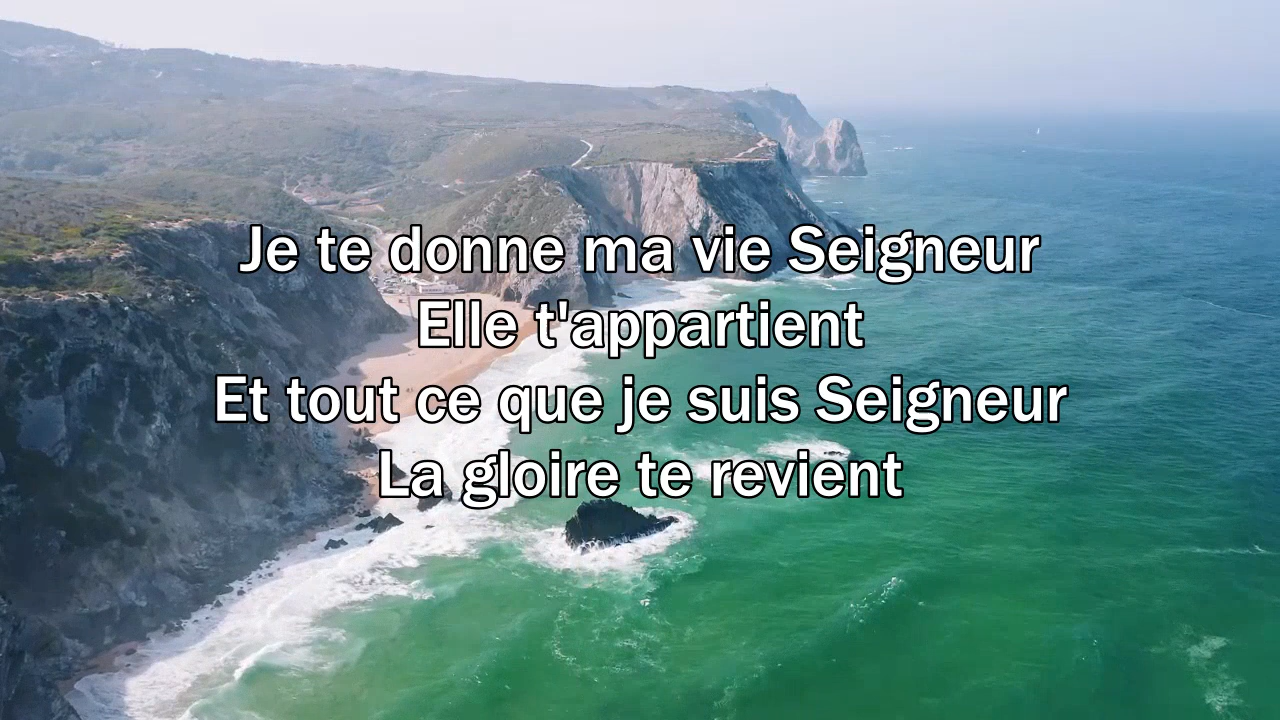 Je te donne ma vie Seigneur
Elle t'appartient
Et tout ce que je suis Seigneur
La gloire te revient